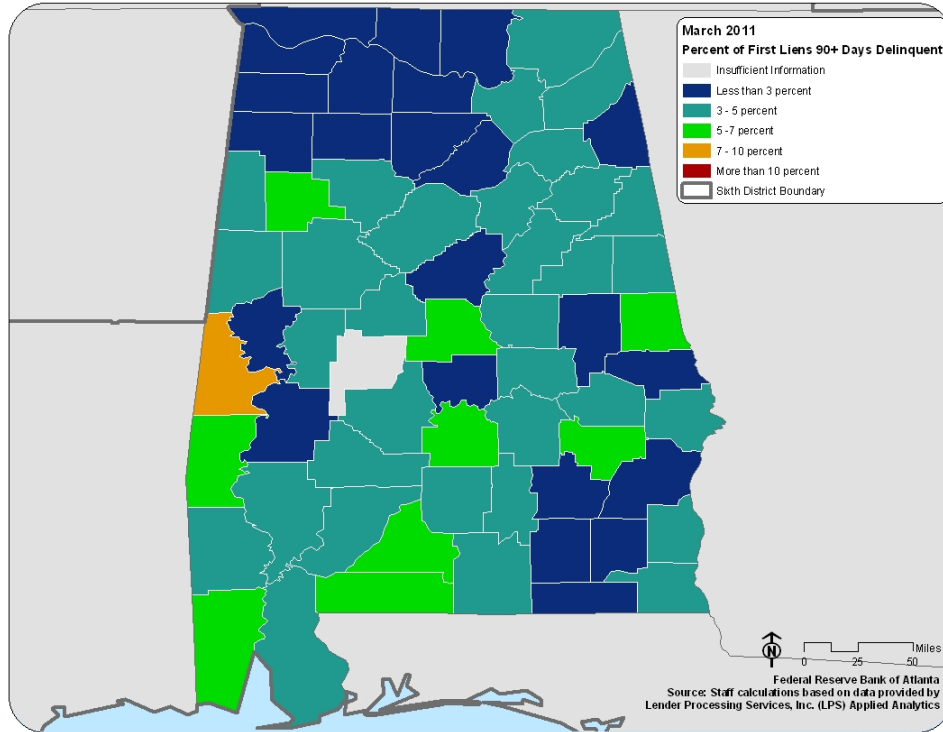 March 2011
Percent of First Liens 90+ Days Delinquent
Insufficient Information
Less than 3 percent
3 - 5 percent
5 -7 percent
7 - 10 percent
More than 10 percent
Sixth District Boundary
N
Miles
0 25 50
Federal Reserve Bank of Atlanta
Source: Staff calculations based on data provided by
Lender Processing Services, Inc. (LPS) Applied Analytics